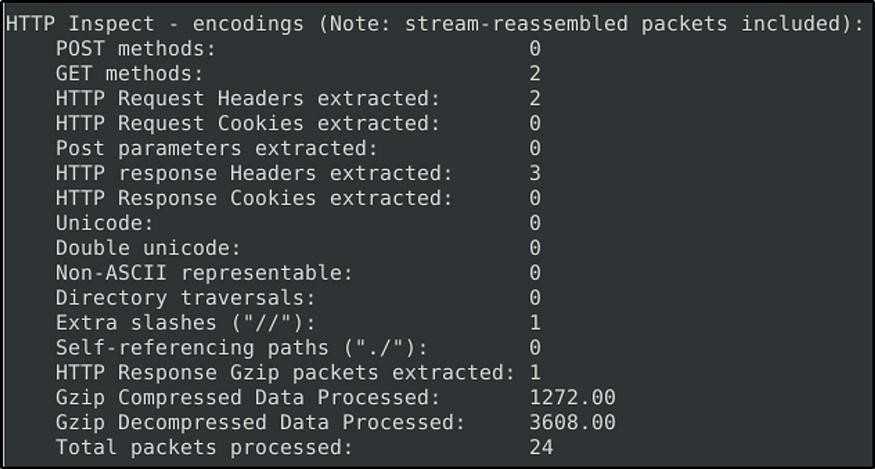 HTTP Inspect - encodings (Note: stream-reassembled packets included):
POST methods: 0
GET methods: 2
HTTP Request Headers extracted: 2
HTTP Request Cookies extracted: 0
Post parameters extracted: 0
HTTP response Headers extracted: 3
HTTP Response Cookies extracted: 0
Unicode: 0
Double unicode: 0
Non-ASCII representable: 0
Directory traversals: 0
Extra slashes ("//"): 1
Self-referencing paths ("./"): 0
HTTP Response Gzip packets extracted: 1
Gzip Compressed Data Processed: 1272.00
Gzip Decompressed Data Processed: 3608.00
Total packets processed: 24